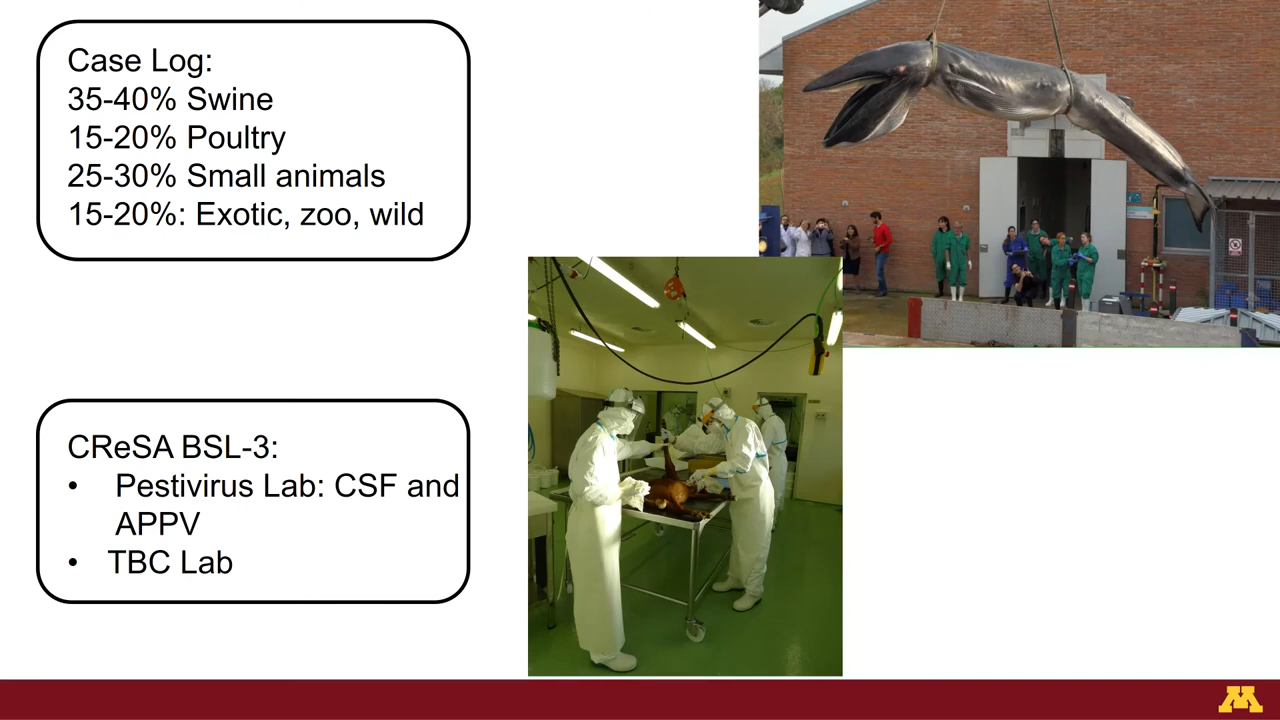 Case Log:
35-40% Swine
15-20% Poultry
25-30% Small animals
15-20%: Exotic, zoo, wild
CReSA BSL-3:
• Pestivirus Lab: CSF and
APPV
• TBC Lab
M